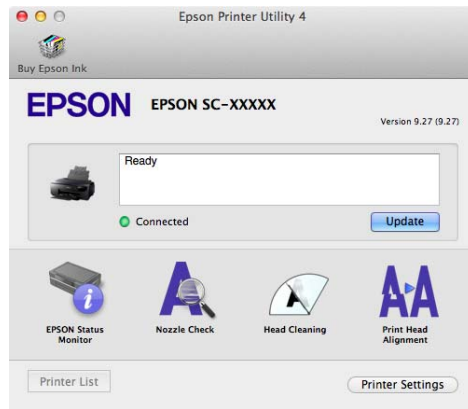 Epson Printer Utility 4
Buy Epson Ink
EPSON
EPSON SC-XXXXX
Version 9.27 (9.27)
Ready
Connected
Update
EPSON Status
Monitor
Nozzle Check
Head Cleaning
Print Head
Alignment
Printer List
Printer Settings